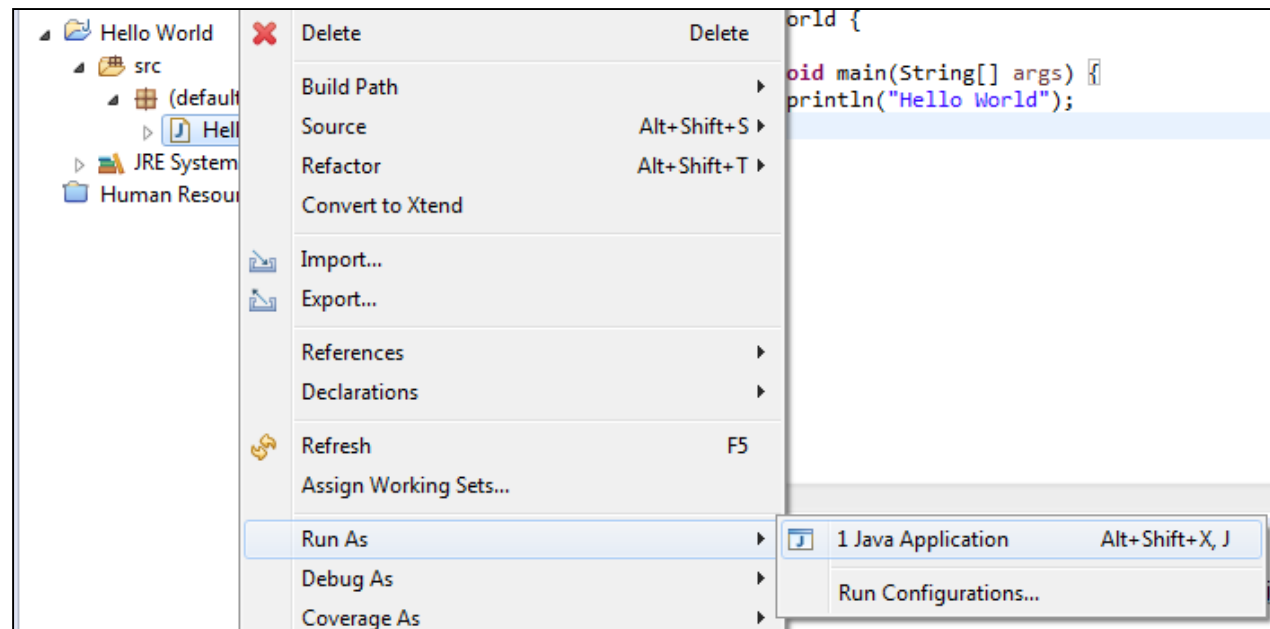 Hello World
src
(default
Hell
JRE System
Human Resour
Delete Delete
Build Path
Source Alt+Shift+S
Refactor Alt+Shift+T
Convert to Xtend
Import...
Export...
References
Declarations
Refresh F5
Assign Working Sets...
Run As
Debug As
Coverage As
orld {
oid main(String[] args) {
println("Hello World");
1 Java Application Alt+Shift+X, J
Run Configurations...